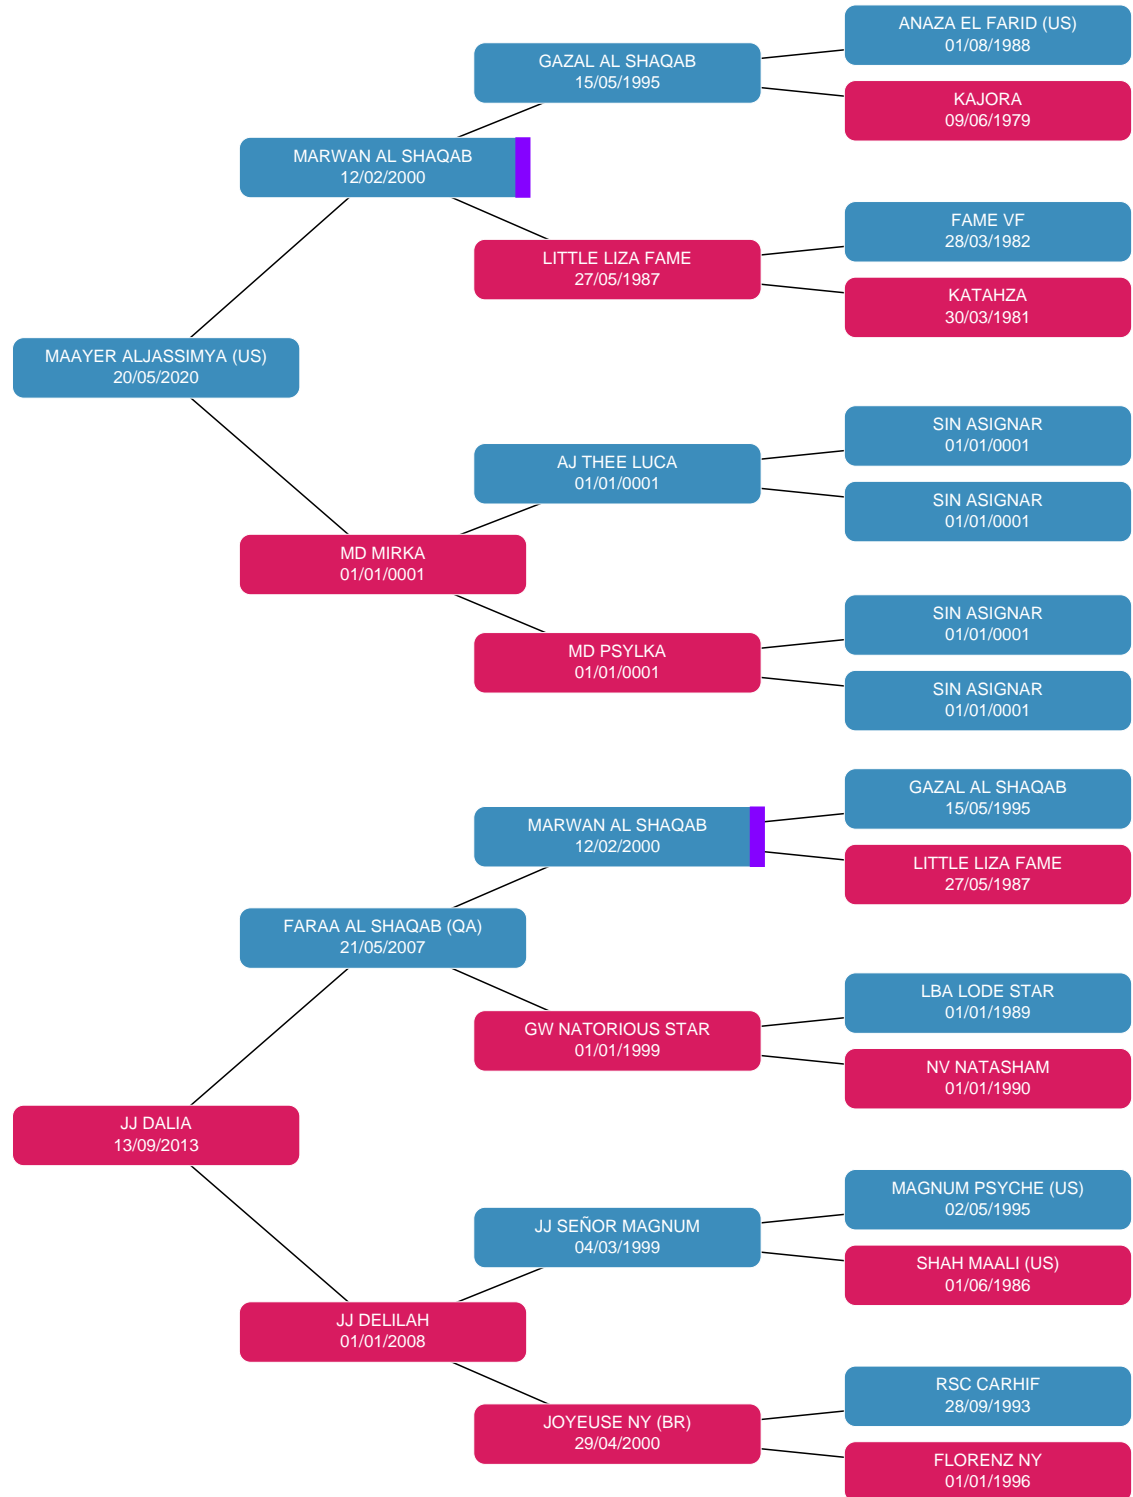 ANAZA EL FARID (US)
01/08/1988
GAZAL AL SHAQAB
15/05/1995
KAJORA
09/06/1979
MARWAN AL SHAQAB
12/02/2000
FAME VF
28/03/1982
LITTLE LIZA FAME
27/05/1987
KATAHZA
30/03/1981
MAAYER ALJASSIMYA (US)
20/05/2020
SIN ASIGNAR
01/01/0001
AJ THEE LUCA
01/01/0001
SIN ASIGNAR
01/01/0001
MD MIRKA
01/01/0001
SIN ASIGNAR
01/01/0001
MD PSYLKA
01/01/0001
SIN ASIGNAR
01/01/0001
GAZAL AL SHAQAB
15/05/1995
MARWAN AL SHAQAB
12/02/2000
LITTLE LIZA FAME
27/05/1987
FARAA AL SHAQAB (QA)
21/05/2007
LBA LODE STAR
01/01/1989
GW NATORIOUS STAR
01/01/1999
NV NATASHAM
01/01/1990
JJ DALIA
13/09/2013
MAGNUM PSYCHE (US)
02/05/1995
JJ SEÑOR MAGNUM
04/03/1999
SHAH MAALI (US)
01/06/1986
JJ DELILAH
01/01/2008
RSC CARHIF
28/09/1993
JOYEUSE NY (BR)
29/04/2000
FLORENZ NY
01/01/1996